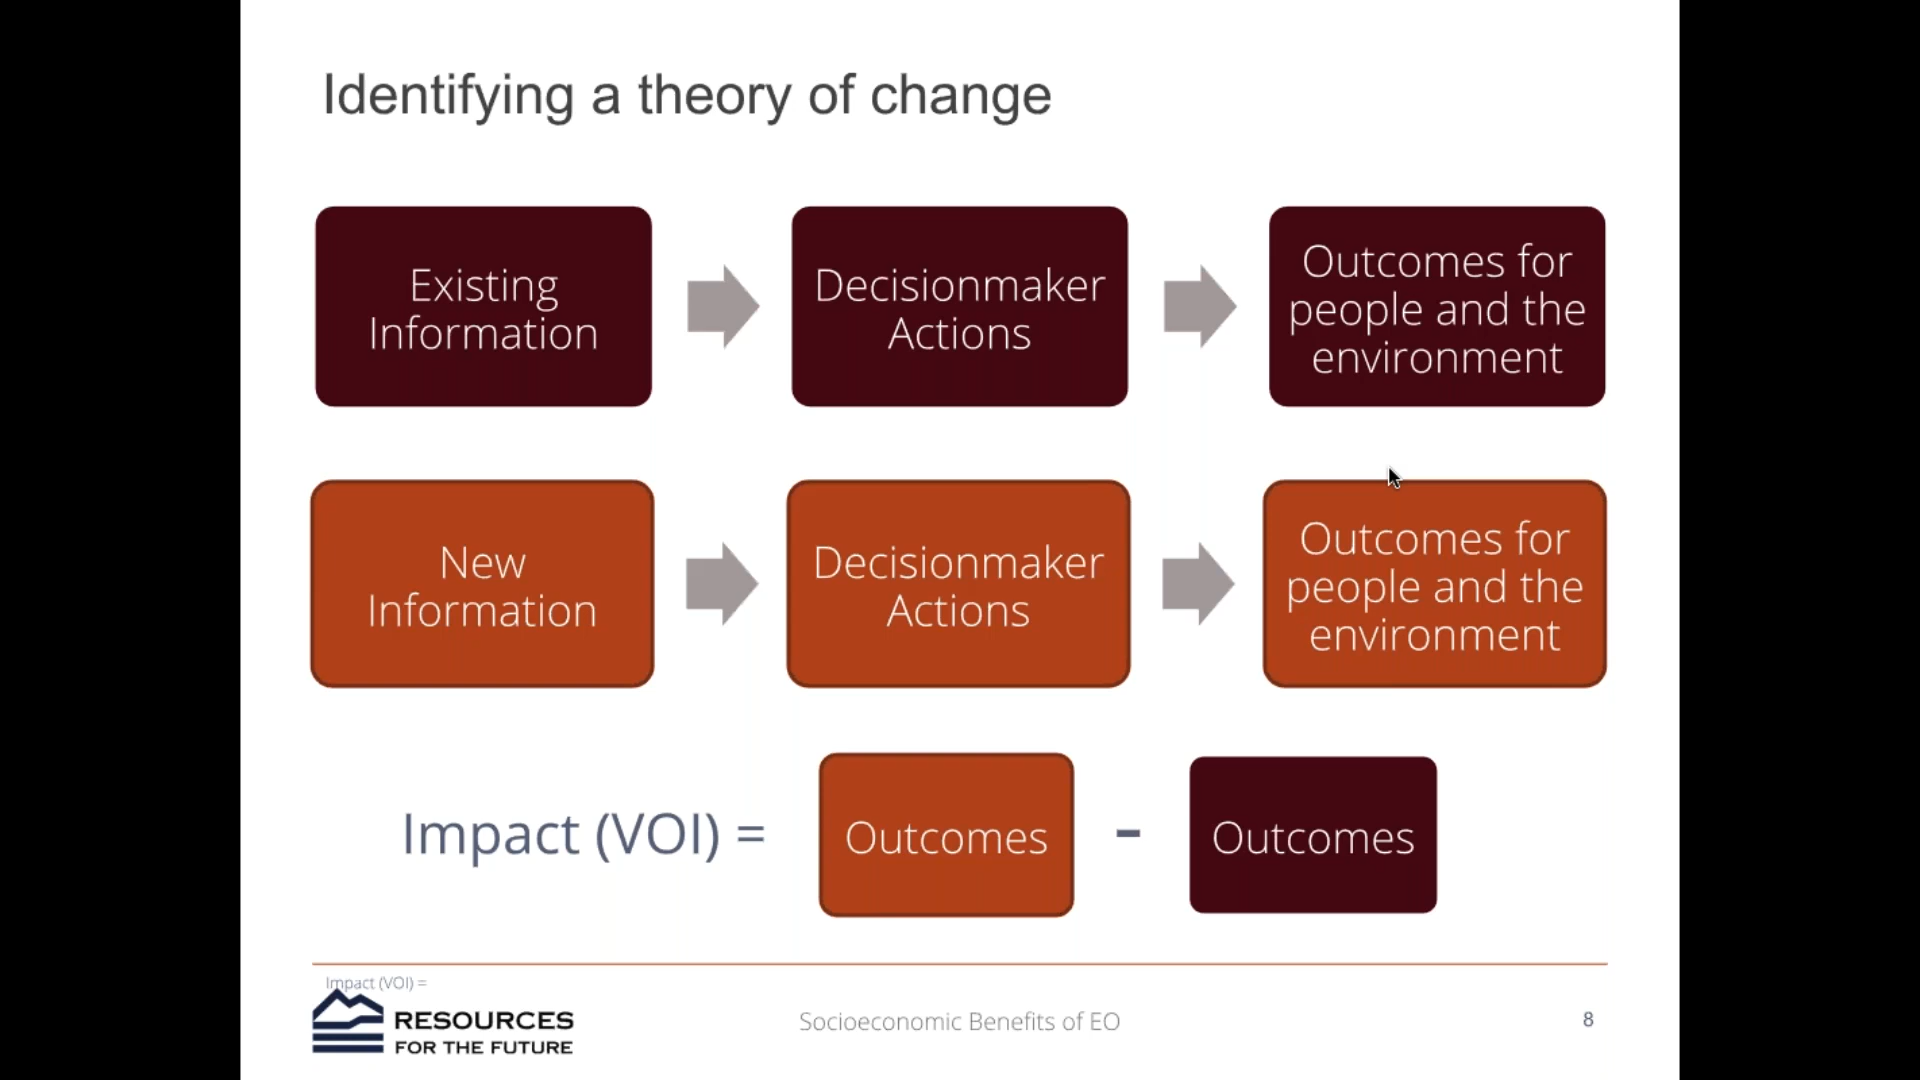 Identifying a theory of change
Existing
Information
Decisionmaker
Actions
Outcomes for
people and the
environment
New
Information
Decisionmaker
Actions
Outcomes for
people and the
environment
Impact (VOI) =
Outcomes
-
Outcomes
Impact (VOI) =
RESOURCES
FOR THE FUTURE
Socioeconomic Benefits of EO
8